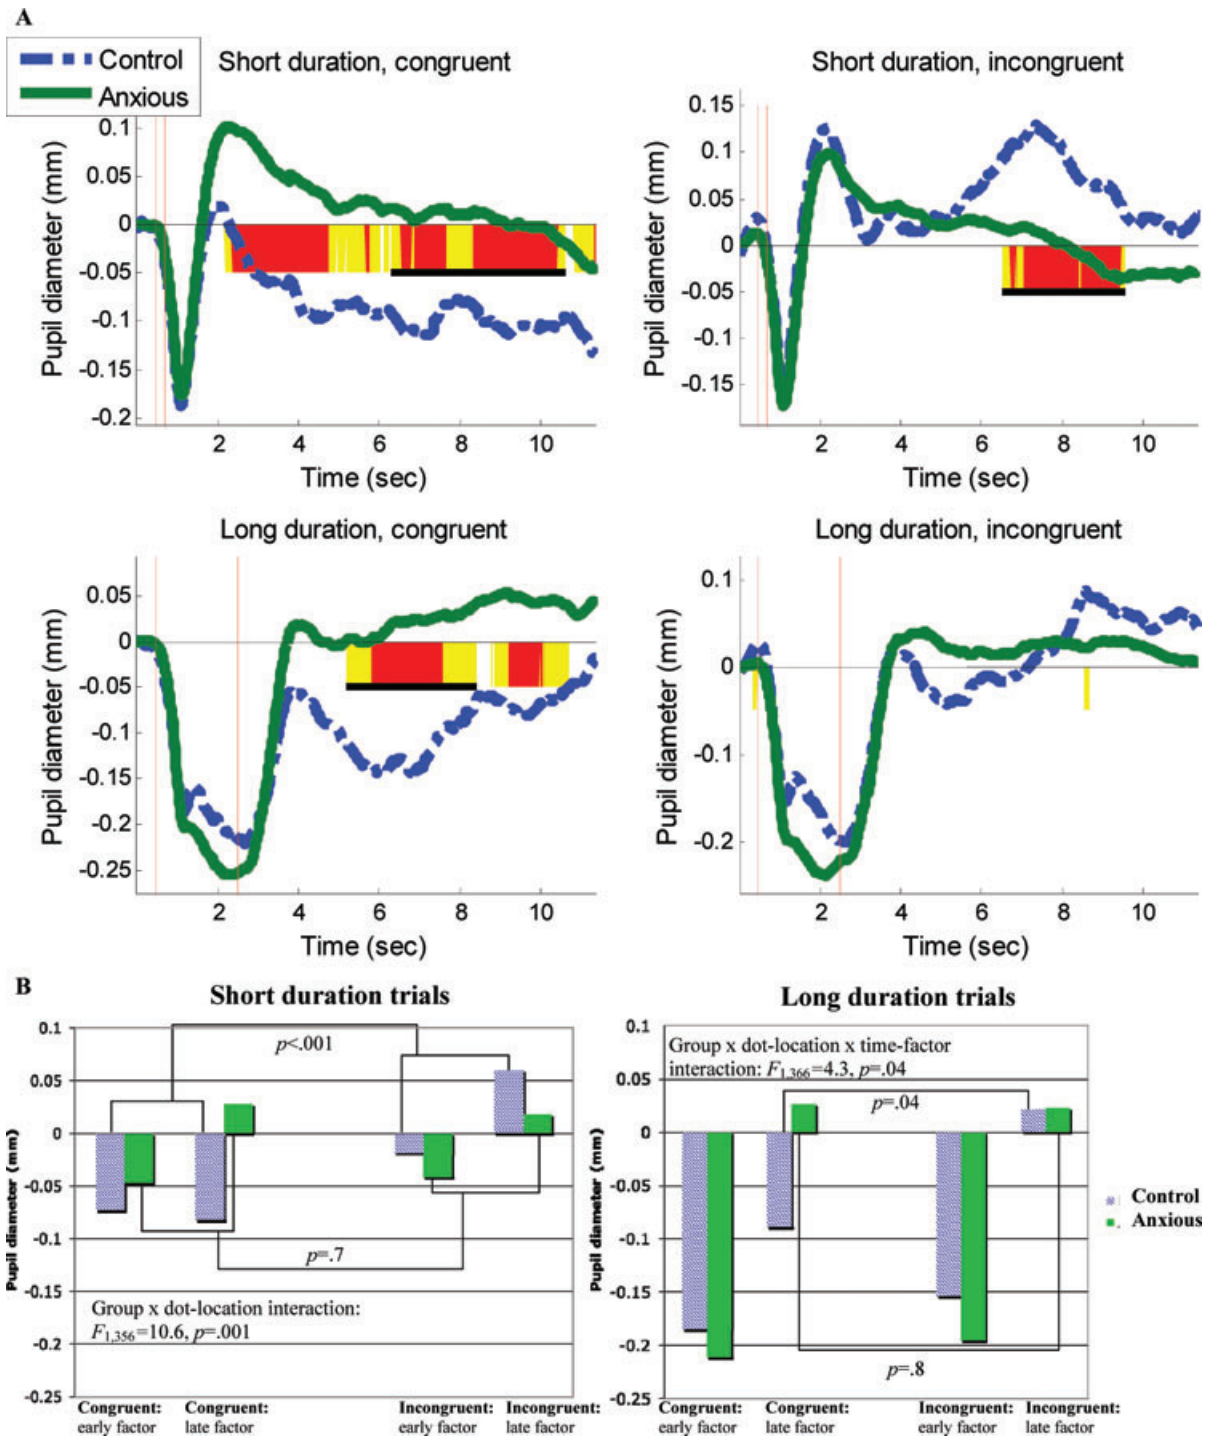 A
Control
Anxious
Short duration, congruent
Pupil diameter (mm)
0.1
0.05
0
-0.05
-0.1
-0.15
-0.2
2 4 6 8 10
Time (sec)
Short duration, incongruent
Pupil diameter (mm)
0.15
0.1
0.05
0
-0.05
-0.1
-0.15
2 4 6 8 10
Time (sec)
Long duration, congruent
Pupil diameter (mm)
0.05
0
-0.05
-0.1
-0.15
-0.2
-0.25
2 4 6 8 10
Time (sec)
Long duration, incongruent
Pupil diameter (mm)
0.1
0
-0.1
-0.2
2 4 6 8 10
Time (sec)
B
Short duration trials
Pupil diameter (mm)
0.1
0.05
0
-0.05
-0.1
-0.15
-0.2
-0.25
p<.001
p=.7
Group x dot-location interaction:
F1,356=10.6, p=.001
Congruent: Congruent: Incongruent: Incongruent:
early factor late factor early factor late factor
Long duration trials
Pupil diameter (mm)
0.1
0.05
0
-0.05
-0.1
-0.15
-0.2
-0.25
Group x dot-location x time-factor
interaction: F1,366=4.3, p=.04
p=.04
p=.8
Congruent: Congruent: Incongruent: Incongruent:
early factor late factor early factor late factor
Control
Anxious